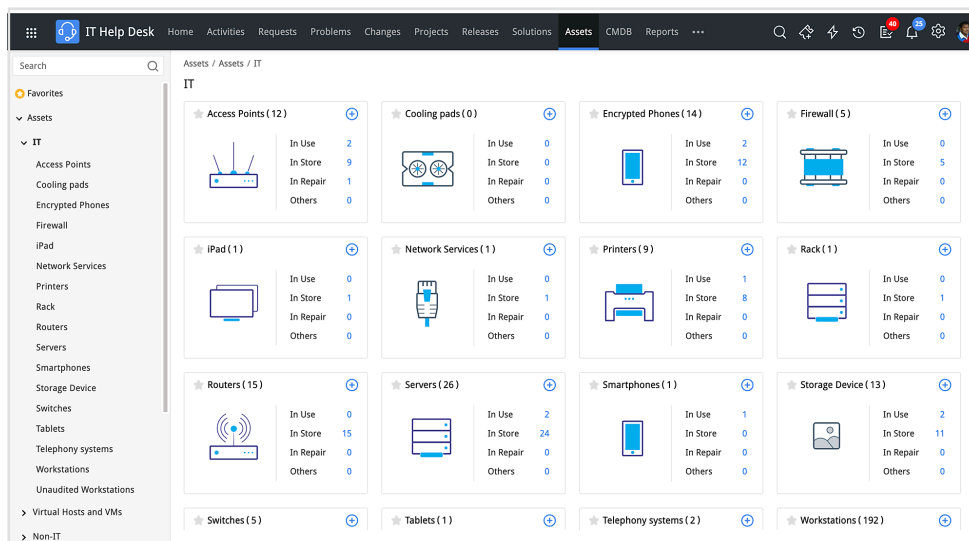 IT Help Desk Home Activities Requests Problems Changes Projects Releases Solutions Assets CMDB Reports ••• 40 25
Search
Favorites
Assets
IT
Access Points
Cooling pads
Encrypted Phones
Firewall
iPad
Network Services
Printers
Rack
Routers
Servers
Smartphones
Storage Device
Switches
Tablets
Telephony systems
Workstations
Unaudited Workstations
Virtual Hosts and VMs
Non-IT
Assets / Assets / IT
IT
Access Points ( 12 )
In Use 2
In Store 9
In Repair 1
Others 0
Cooling pads ( 0 )
In Use 0
In Store 0
In Repair 0
Others 0
Encrypted Phones ( 14 )
In Use 2
In Store 12
In Repair 0
Others 0
Firewall ( 5 )
In Use 0
In Store 5
In Repair 0
Others 0
iPad ( 1 )
In Use 0
In Store 1
In Repair 0
Others 0
Network Services ( 1 )
In Use 0
In Store 1
In Repair 0
Others 0
Printers ( 9 )
In Use 1
In Store 8
In Repair 0
Others 0
Rack ( 1 )
In Use 0
In Store 1
In Repair 0
Others 0
Routers ( 15 )
In Use 0
In Store 15
In Repair 0
Others 0
Servers ( 26 )
In Use 2
In Store 24
In Repair 0
Others 0
Smartphones ( 1 )
In Use 1
In Store 0
In Repair 0
Others 0
Storage Device ( 13 )
In Use 2
In Store 11
In Repair 0
Others 0
Switches ( 5 )
Tablets ( 1 )
Telephony systems ( 2 )
Workstations ( 192 )